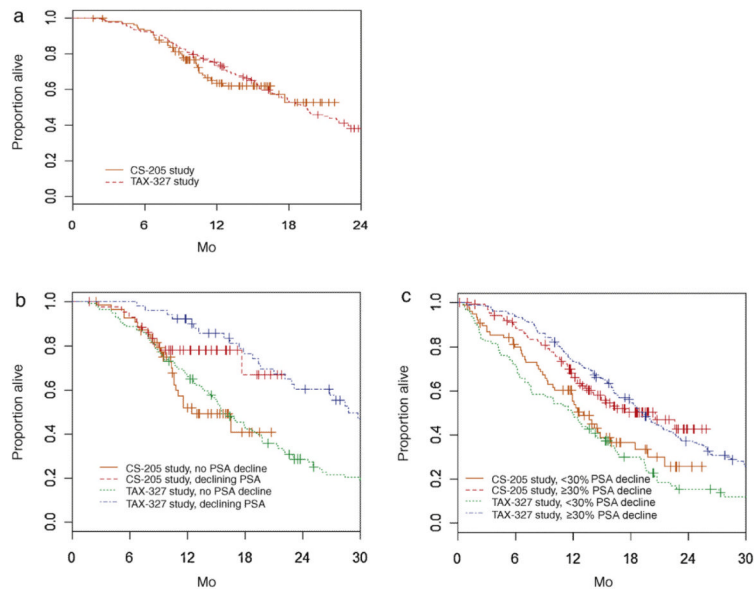 a
Proportion alive
1.0
0.8
0.6
0.4
0.2
0.0
CS-205 study
TAX-327 study
0 6 12 18 24
Mo
b
Proportion alive
1.0
0.8
0.6
0.4
0.2
0.0
CS-205 study, no PSA decline
CS-205 study, declining PSA
TAX-327 study, no PSA decline
TAX-327 study, declining PSA
0 6 12 18 24 30
Mo
c
Proportion alive
1.0
0.8
0.6
0.4
0.2
0.0
CS-205 study, <30% PSA decline
CS-205 study, ≥30% PSA decline
TAX-327 study, <30% PSA decline
TAX-327 study, ≥30% PSA decline
0 6 12 18 24 30
Mo